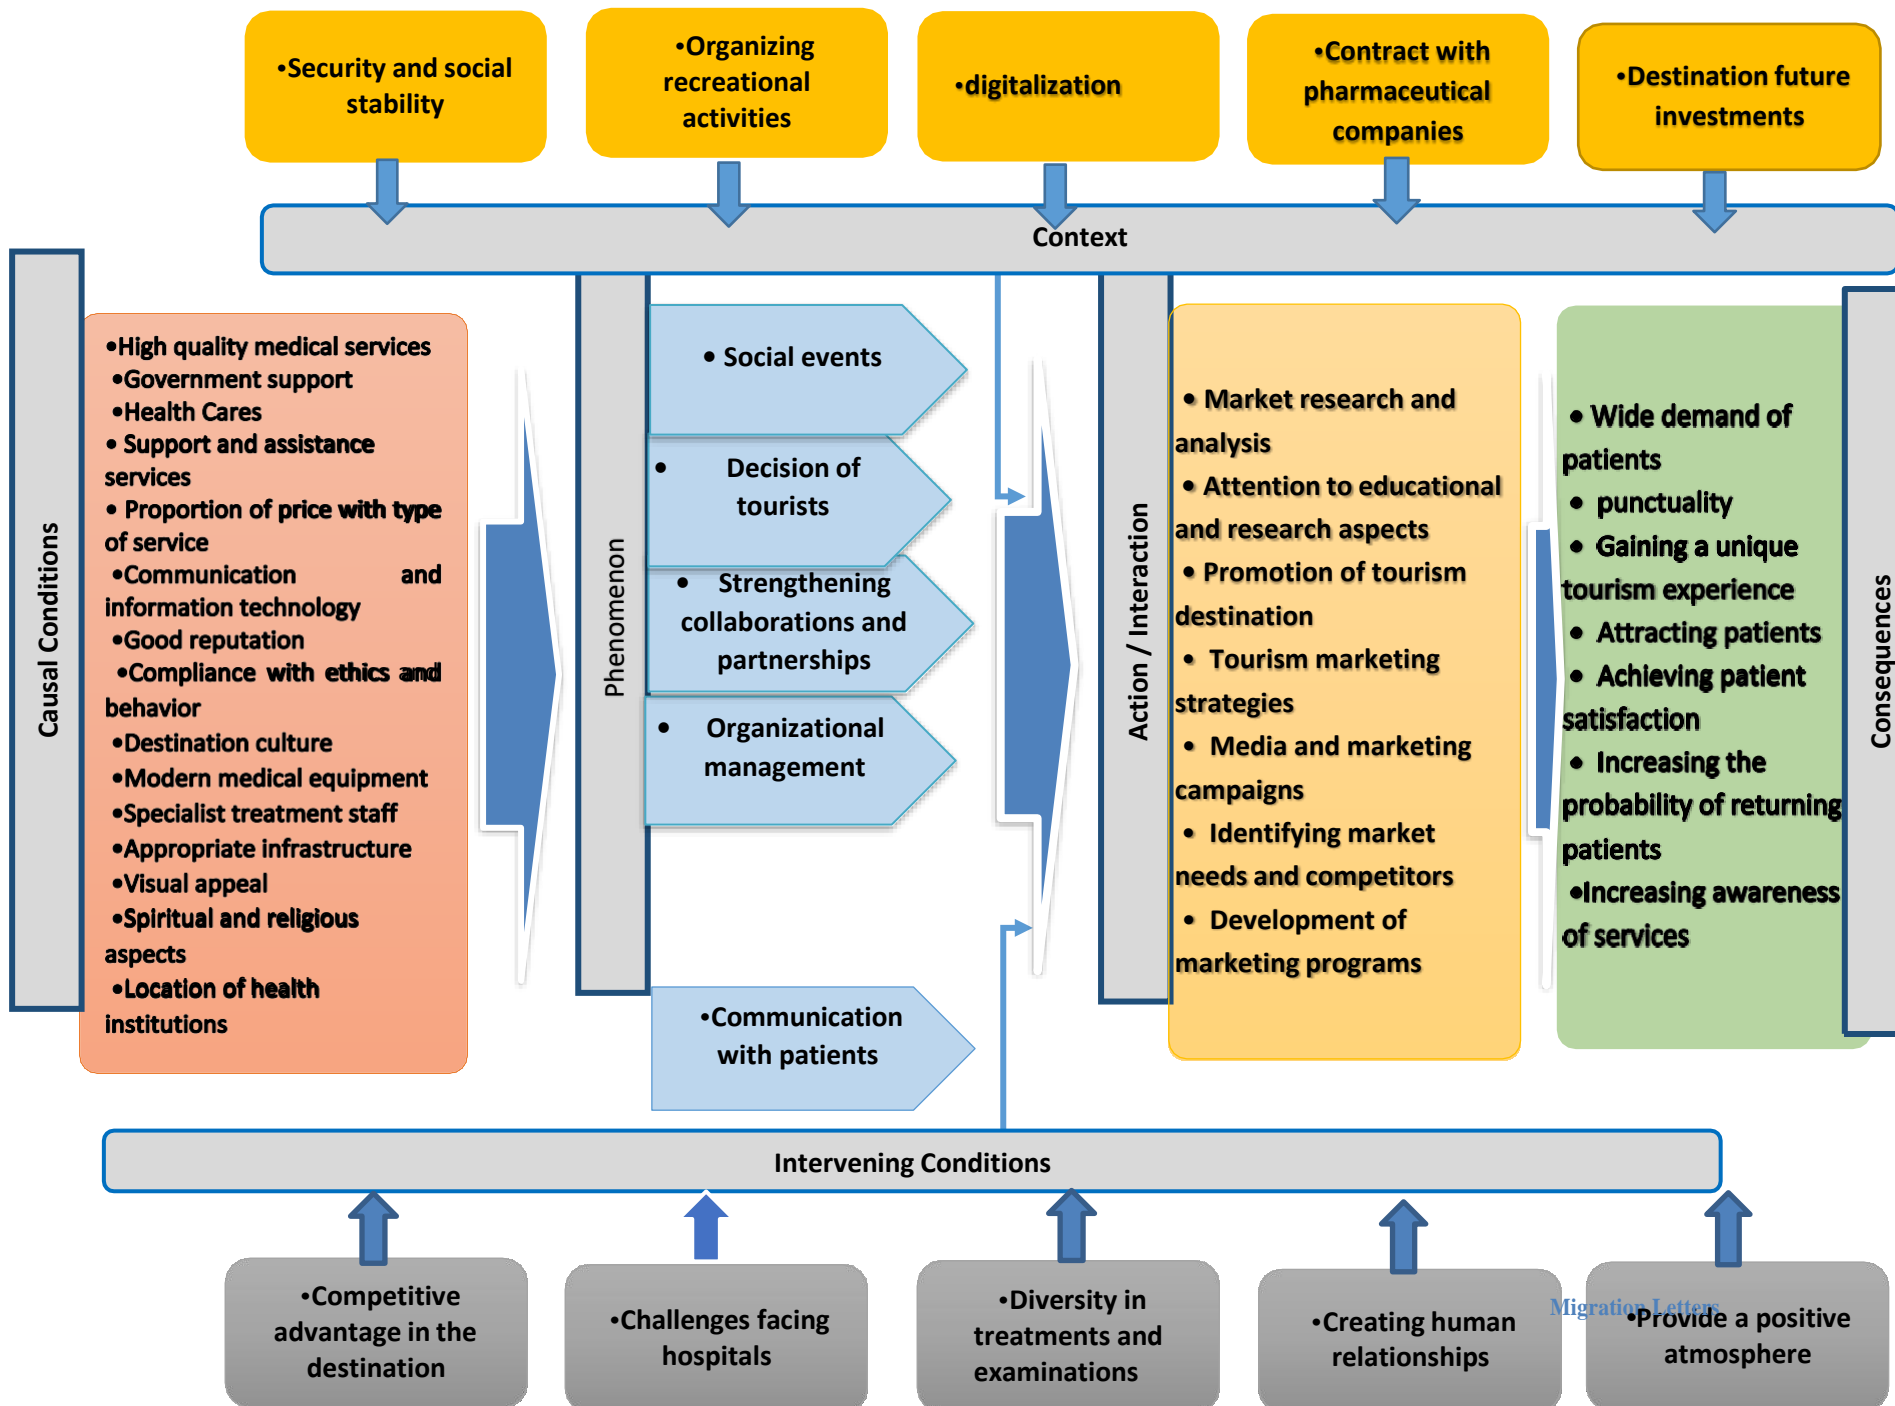 •Security and social
stability
•Organizing
recreational
activities
•digitalization
•Contract with
pharmaceutical
companies
•Destination future
investments
Context
Causal Conditions
•High quality medical services
•Government support
•Health Cares
• Support and assistance
services
• Proportion of price with type
of service
•Communication and
information technology
•Good reputation
•Compliance with ethics and
behavior
•Destination culture
•Modern medical equipment
•Specialist treatment staff
•Appropriate infrastructure
•Visual appeal
•Spiritual and religious
aspects
•Location of health
institutions
Phenomenon
• Social events
• Decision of
tourists
• Strengthening
collaborations and
partnerships
• Organizational
management
•Communication
with patients
Action / Interaction
• Market research and
analysis
• Attention to educational
and research aspects
• Promotion of tourism
destination
• Tourism marketing
strategies
• Media and marketing
campaigns
• Identifying market
needs and competitors
• Development of
marketing programs
• Wide demand of
patients
• punctuality
• Gaining a unique
tourism experience
• Attracting patients
• Achieving patient
satisfaction
• Increasing the
probability of returning
patients
•Increasing awareness
of services
Consequences
Intervening Conditions
•Competitive
advantage in the
destination
•Challenges facing
hospitals
•Diversity in
treatments and
examinations
•Creating human
relationships
Migration Letters
•Provide a positive
atmosphere